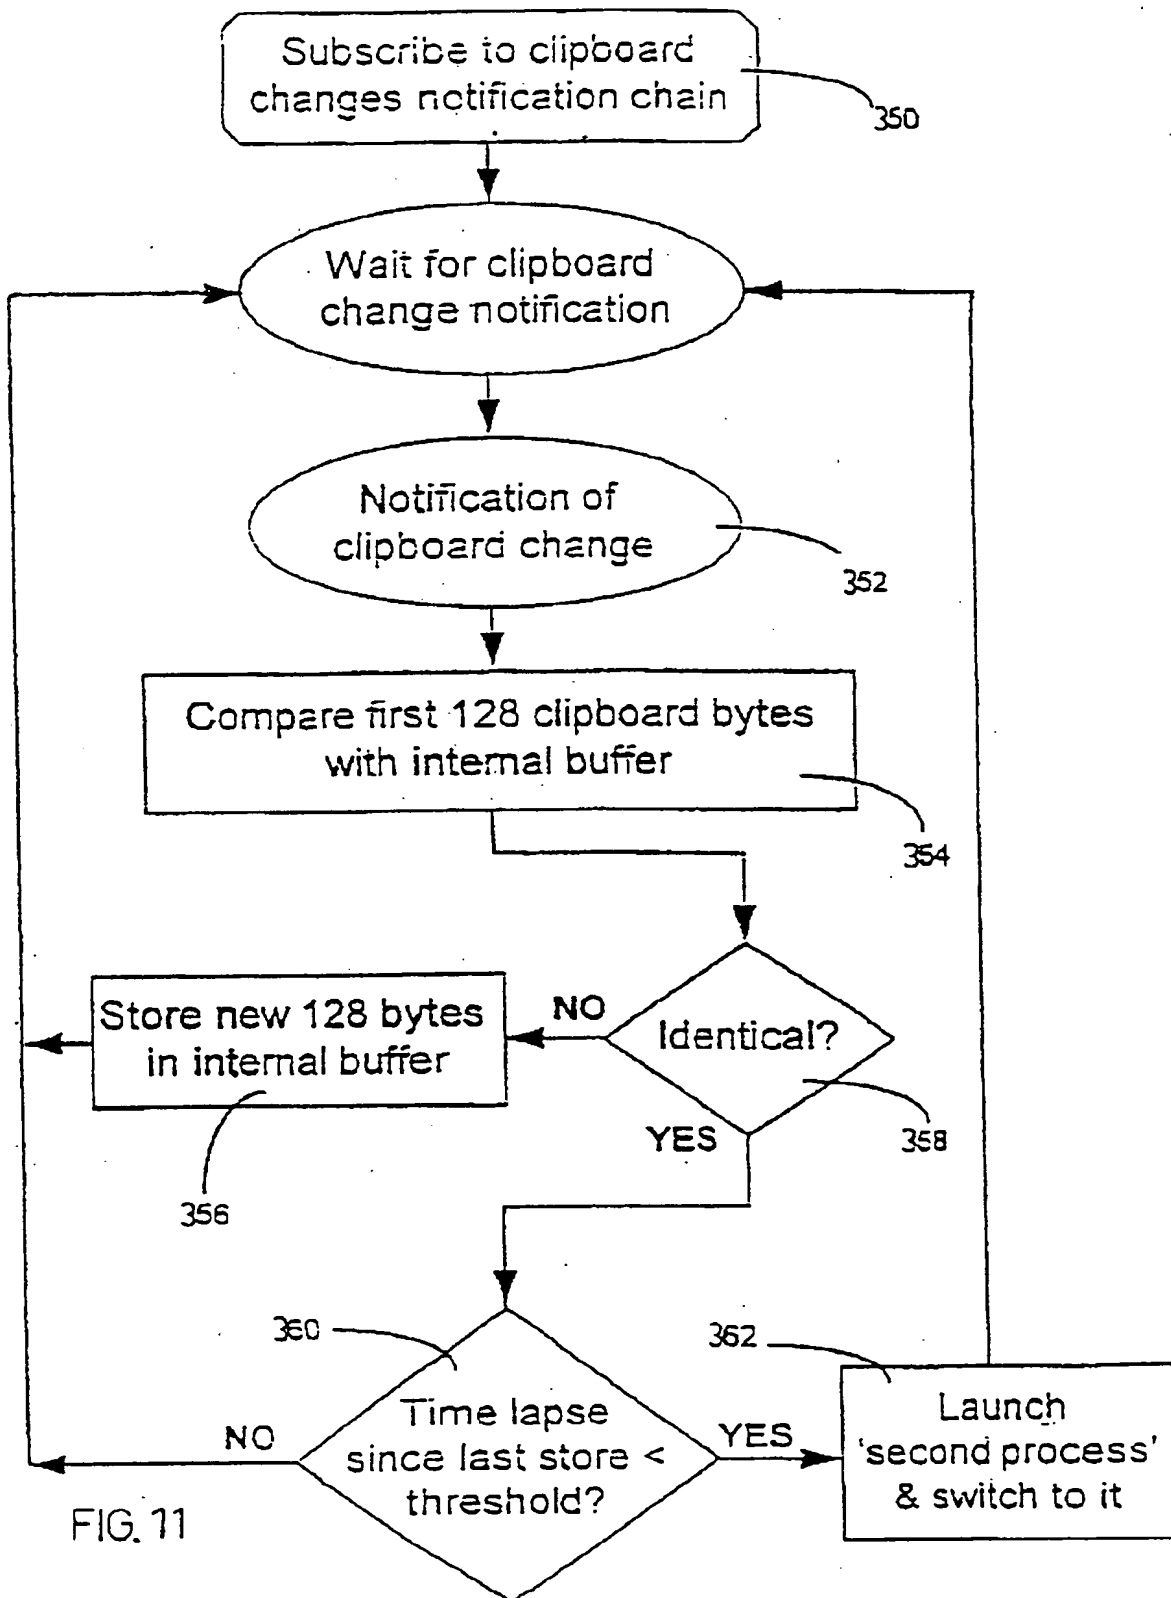 Subscribe to clipboard
changes notification chain
350
Wait for clipboard
change notification
Notification of
clipboard change
352
Compare first 128 clipboard bytes
with internal buffer
354
Store new 128 bytes
in internal buffer
NO
Identical?
YES
358
356
360
362
Time lapse
since last store <
threshold?
NO
YES
Launch
'second process'
& switch to it
FIG. 11